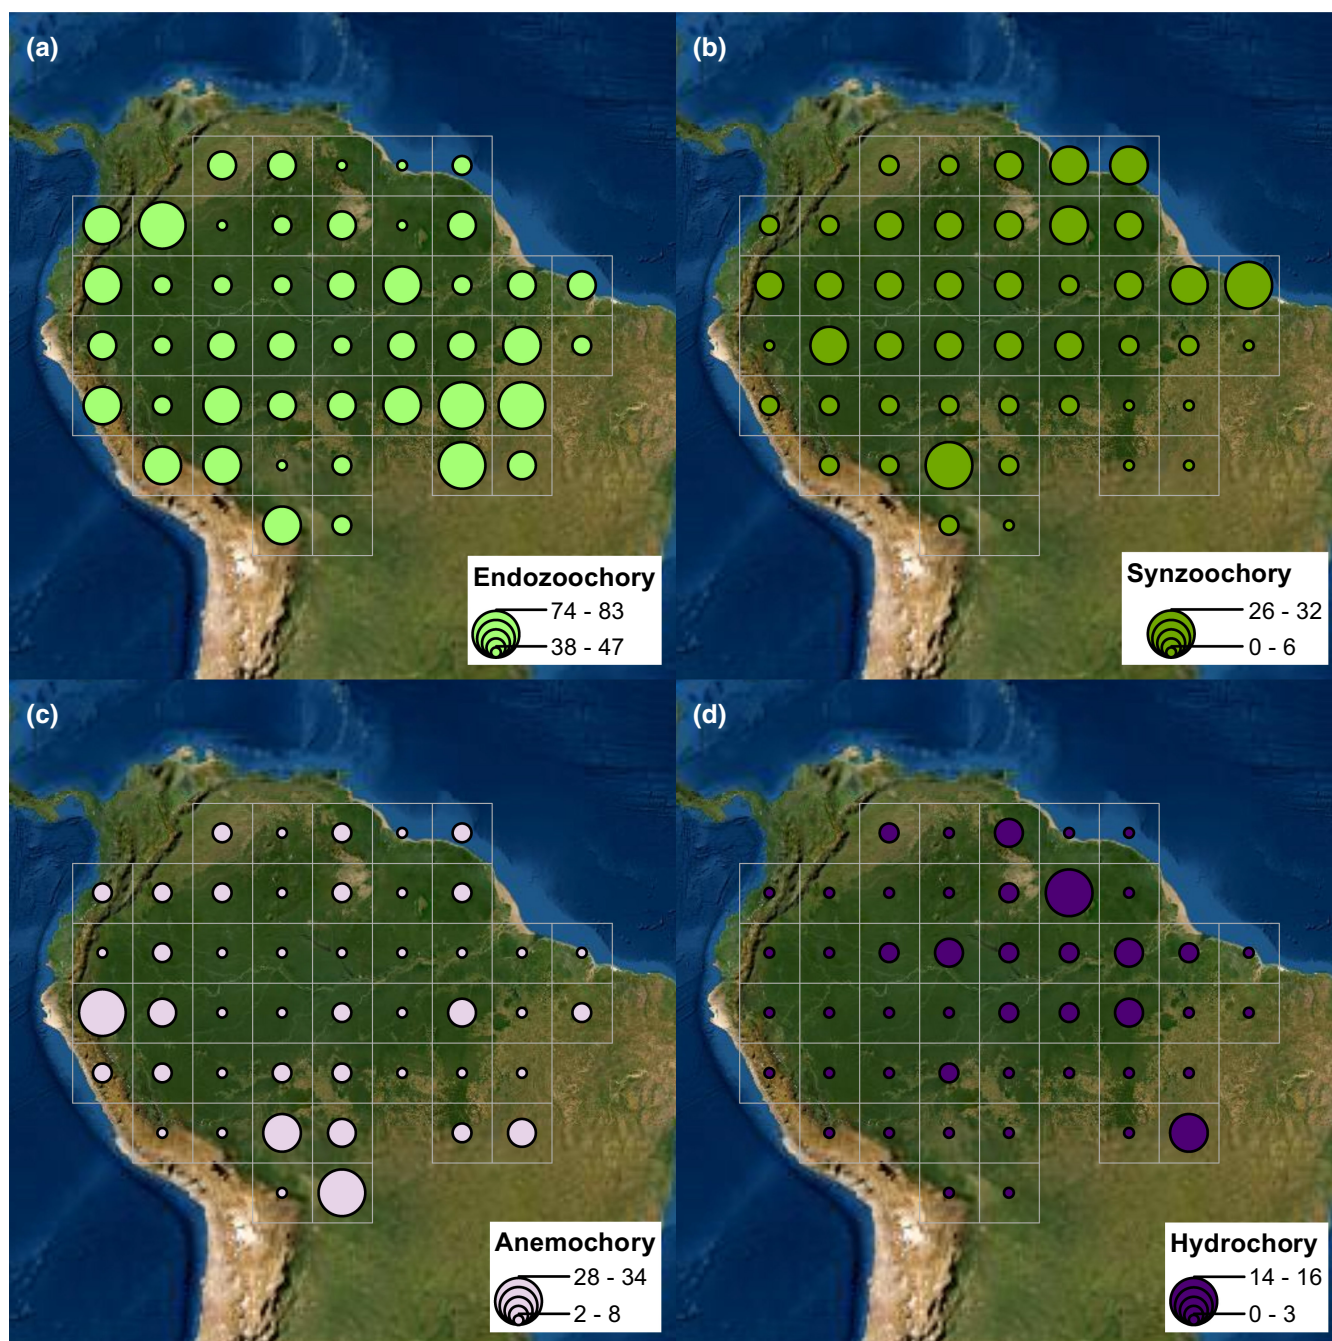 (a)
(b)
Endozoochory
74 - 83
38 - 47
Synzoochory
26 - 32
0 - 6
(c)
(d)
Anemochory
28 - 34
2 - 8
Hydrochory
14 - 16
0 - 3